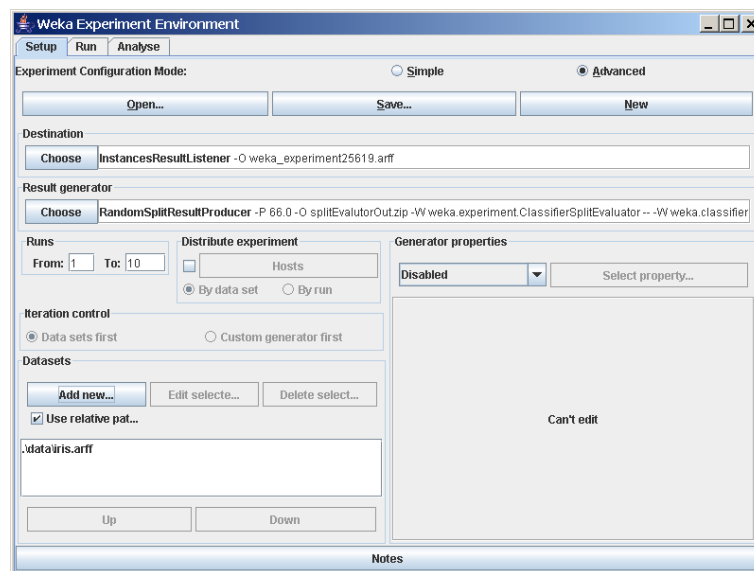 Weka Experiment Environment
Setup Run Analyse
Experiment Configuration Mode: Simple Advanced
Open... Save... New
Destination
Choose InstancesResultListener -O weka_experiment25619.arff
Result generator
Choose RandomSplitResultProducer -P 66.0 -O splitEvalutorOut.zip -W weka.experiment.ClassifierSplitEvaluator -- -W weka.classifier
Runs
From: 1 To: 10
Distribute experiment
Hosts
By data set By run
Generator properties
Disabled Select property...
Iteration control
Data sets first Custom generator first
Datasets
Add new... Edit selecte... Delete select...
Use relative pat...
.\data\iris.arff
Can't edit
Up Down
Notes